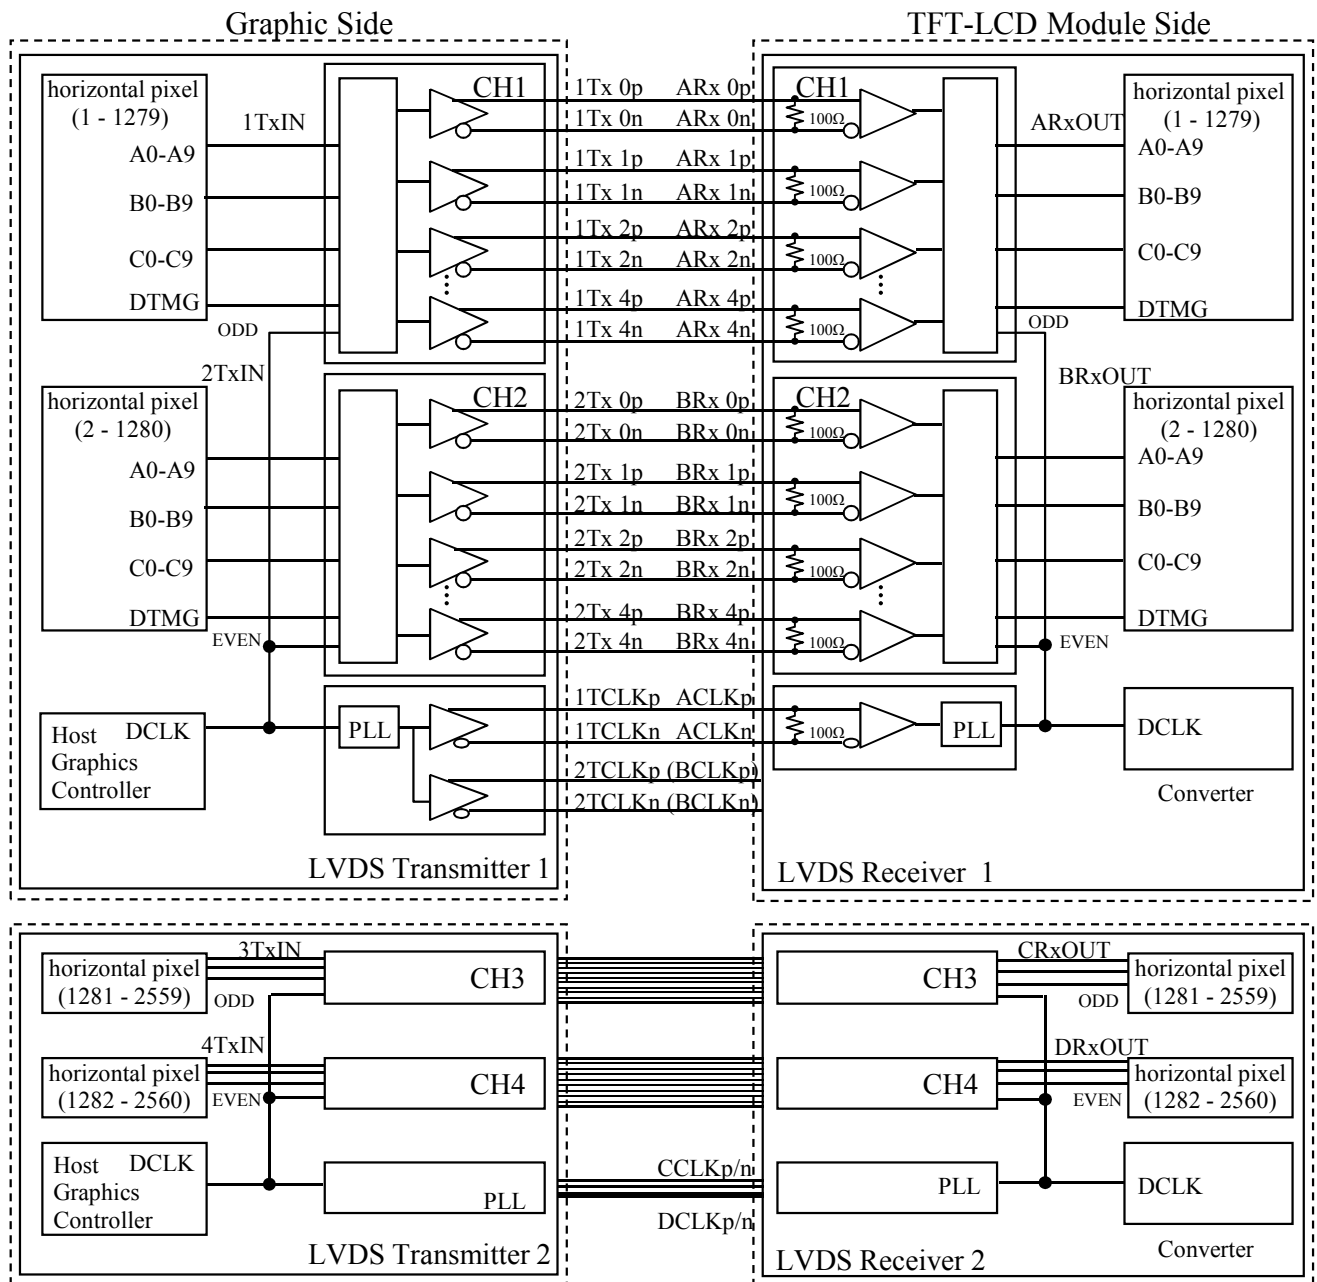 Graphic Side
TFT-LCD Module Side
horizontal pixel
(1 - 1279)
A0-A9
B0-B9
C0-C9
DTMG
1TxIN
ODD
CH1
1Tx 0p ARx 0p
1Tx 0n ARx 0n
1Tx 1p ARx 1p
1Tx 1n ARx 1n
1Tx 2p ARx 2p
1Tx 2n ARx 2n
1Tx 4p ARx 4p
1Tx 4n ARx 4n
CH1
100Ω
100Ω
100Ω
100Ω
ARxOUT
ODD
horizontal pixel
(1 - 1279)
A0-A9
B0-B9
C0-C9
DTMG
2TxIN
horizontal pixel
(2 - 1280)
A0-A9
B0-B9
C0-C9
DTMG
EVEN
CH2
2Tx 0p BRx 0p
2Tx 0n BRx 0n
2Tx 1p BRx 1p
2Tx 1n BRx 1n
2Tx 2p BRx 2p
2Tx 2n BRx 2n
2Tx 4p BRx 4p
2Tx 4n BRx 4n
CH2
100Ω
100Ω
100Ω
100Ω
BRxOUT
EVEN
horizontal pixel
(2 - 1280)
A0-A9
B0-B9
C0-C9
DTMG
Host DCLK
Graphics
Controller
PLL
1TCLKp ACLKp
1TCLKn ACLKn
2TCLKp (BCLKp)
2TCLKn (BCLKn)
100Ω
PLL
DCLK
Converter
LVDS Transmitter 1
LVDS Receiver 1
3TxIN
horizontal pixel
(1281 - 2559)
ODD
CH3
CH3
CRxOUT
ODD
horizontal pixel
(1281 - 2559)
4TxIN
horizontal pixel
(1282 - 2560)
EVEN
CH4
CH4
DRxOUT
EVEN
horizontal pixel
(1282 - 2560)
Host DCLK
Graphics
Controller
PLL
CCLKp/n
DCLKp/n
PLL
DCLK
Converter
LVDS Transmitter 2
LVDS Receiver 2